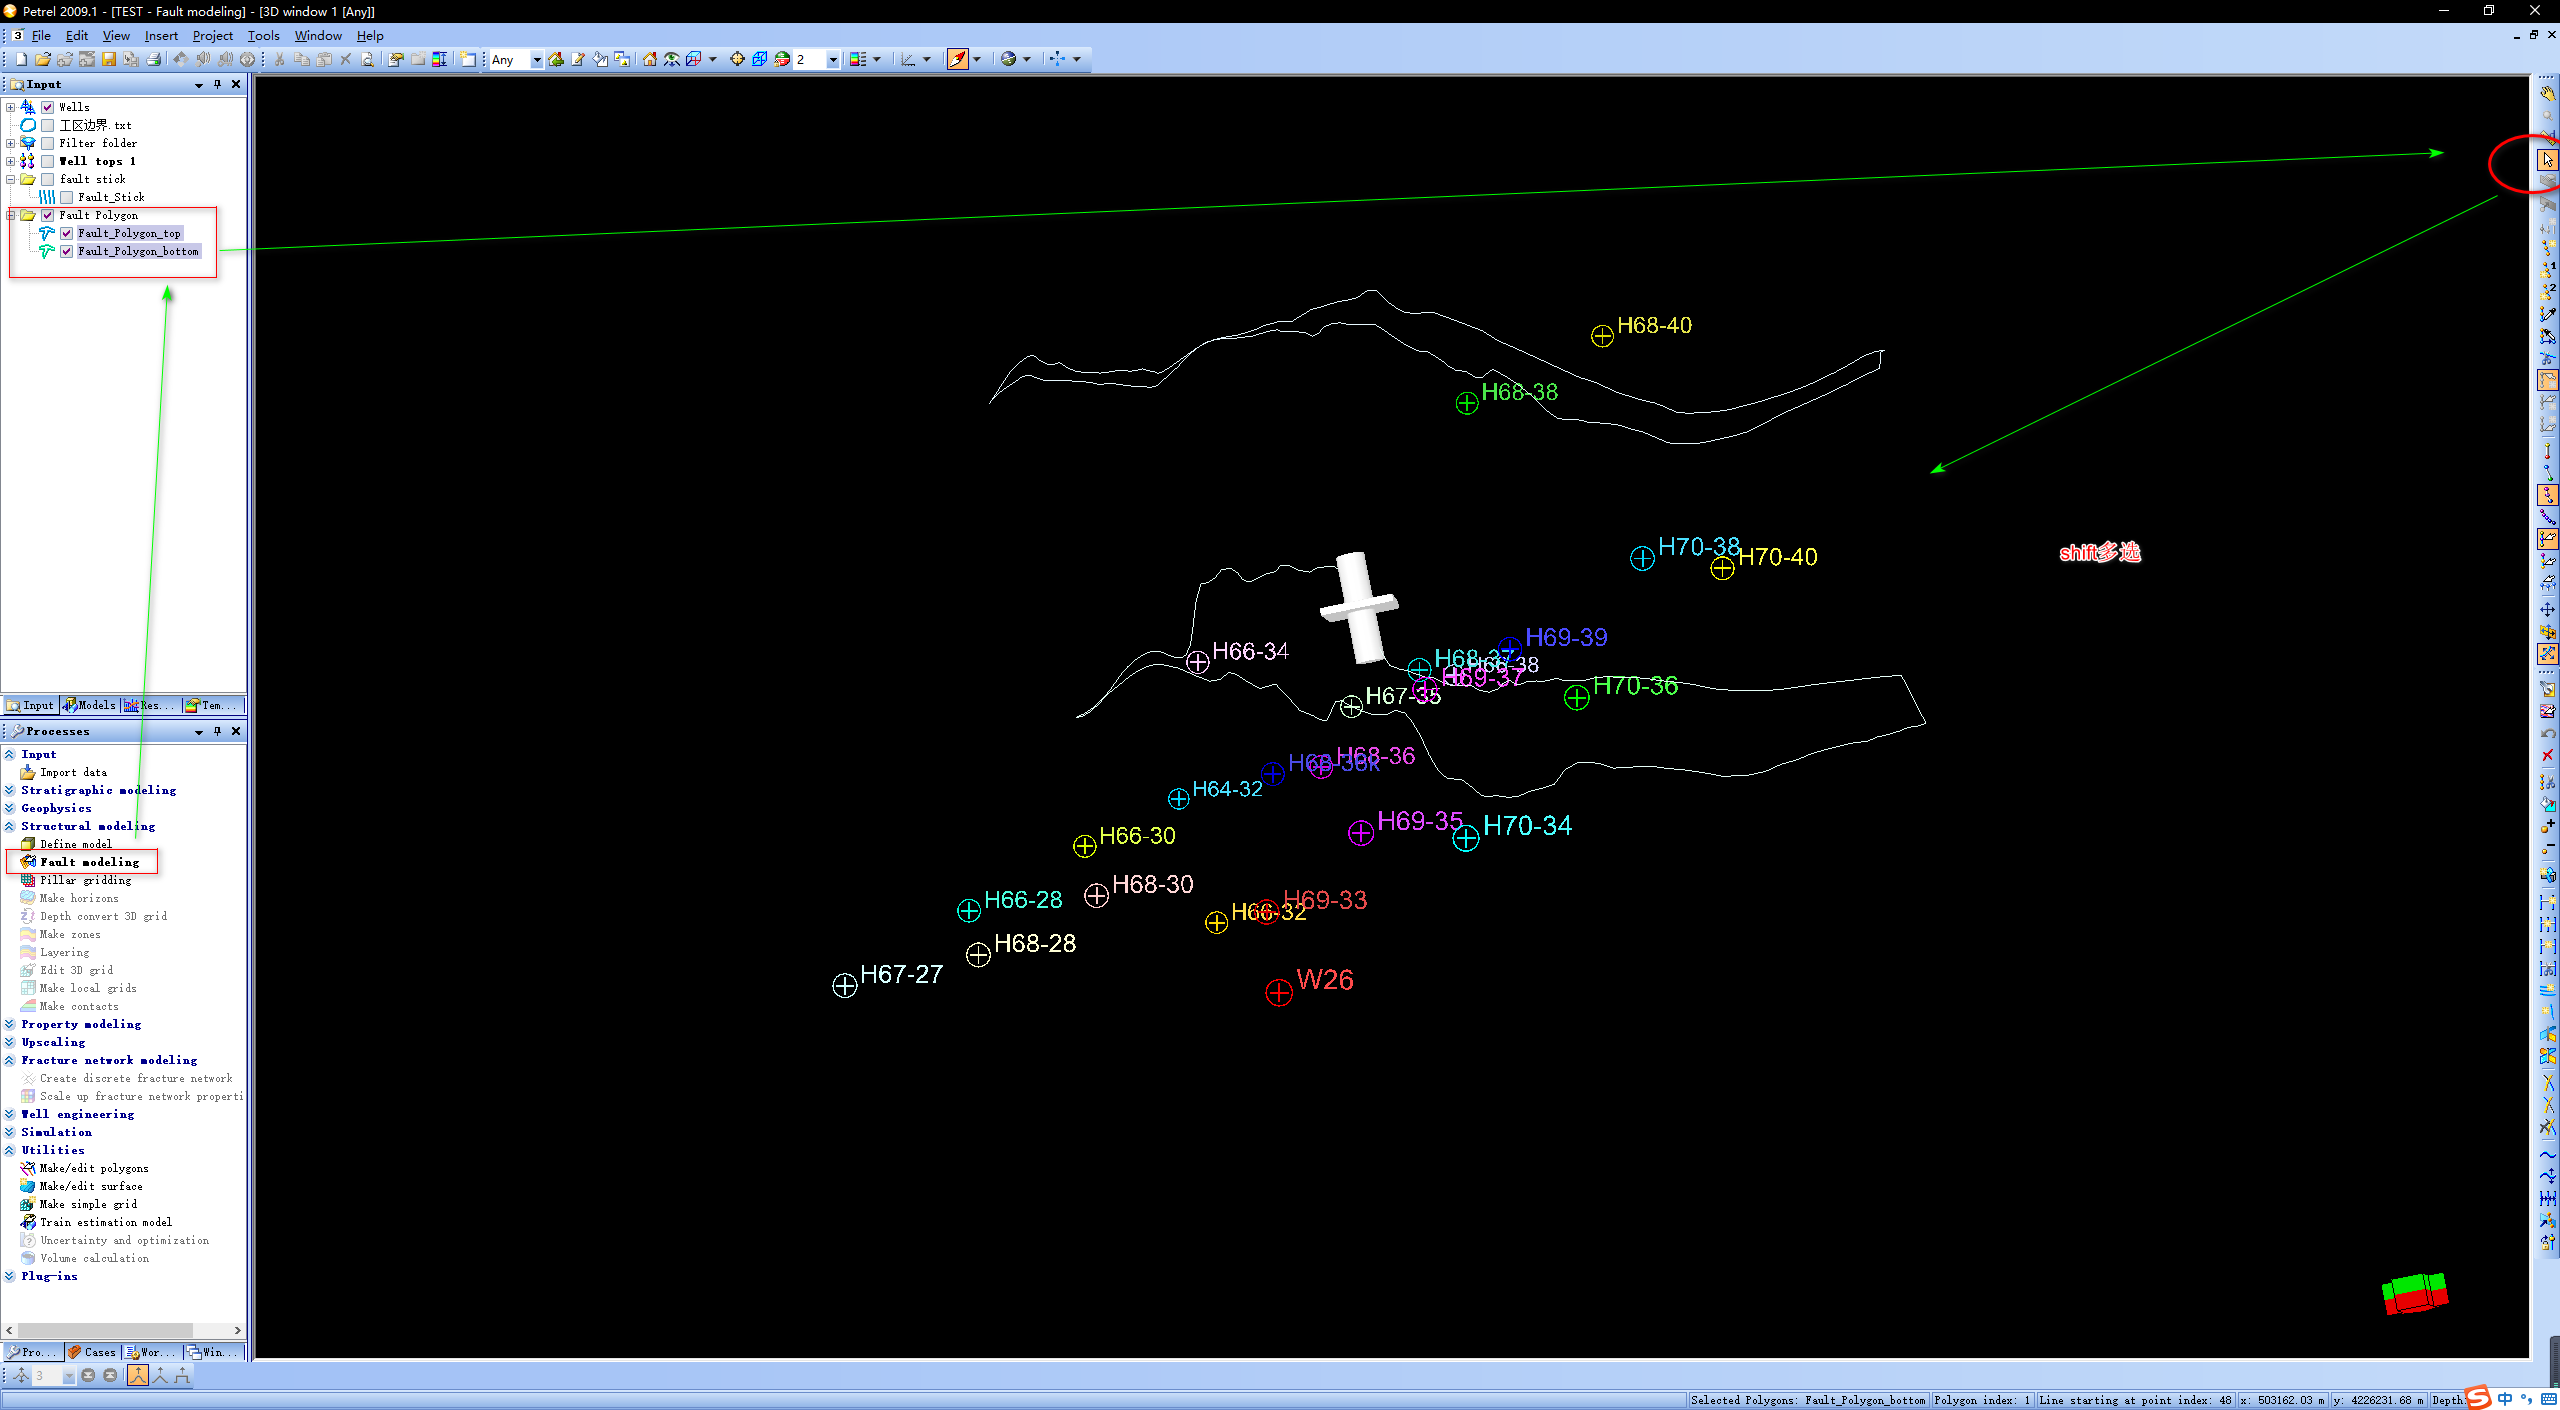 Petrel 2009.1 - [TEST - Fault modeling] - [3D window 1 [Any]]
File Edit View Insert Project Tools Window Help
Any 2
Input
Wells
工区边界.txt
Filter folder
Well tops 1
fault stick
Fault_Stick
Fault Polygon
Fault_Polygon_top
Fault_Polygon_bottom
Input Models Res... Tem...
Processes
Input
Import data
Stratigraphic modeling
Geophysics
Structural modeling
Define model
Fault modeling
Pillar gridding
Make horizons
Depth convert 3D grid
Make zones
Layering
Edit 3D grid
Make local grids
Make contacts
Property modeling
Upscaling
Fracture network modeling
Create discrete fracture network
Scale up fracture network properti
Well engineering
Simulation
Utilities
Make/edit polygons
Make/edit surface
Make simple grid
Train estimation model
Uncertainty and optimization
Volume calculation
Plug-ins
Pro... Cases Wor... Win...
3
H68-40
H68-38
H70-38
H70-40
shift多选
H69-39
H66-34
H68-37
H66-38
H69-37
H70-36
H67-35
H68-36
H68-36K
H64-32
H69-35
H70-34
H66-30
H68-30
H66-28
H69-33
H66-32
H68-28
H67-27
W26
Selected Polygons: Fault_Polygon_bottom Polygon index: 1 Line starting at point index: 48 x: 503162.03 m y: 4226231.68 m Depth: 中